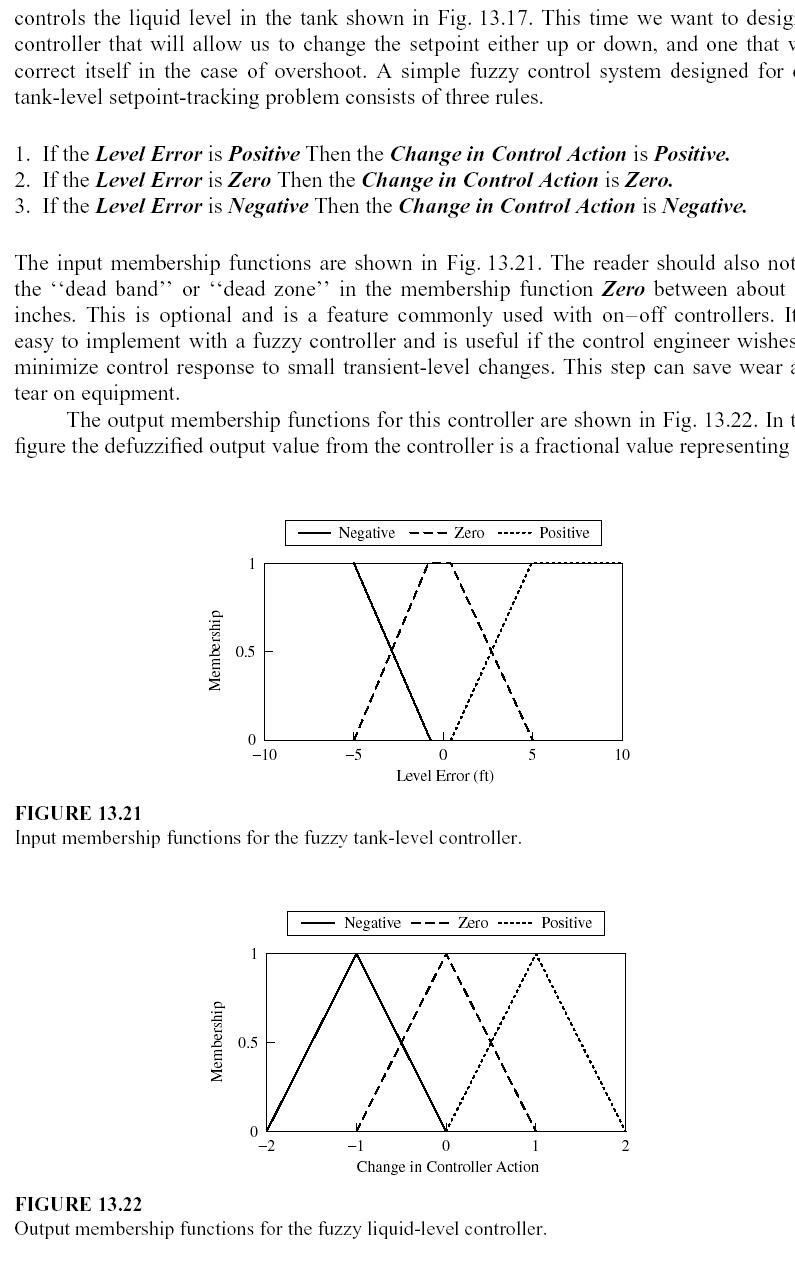 controls the liquid level in the tank shown in Fig. 13.17. This time we want to desig
controller that will allow us to change the setpoint either up or down, and one that
correct itself in the case of overshoot. A simple fuzzy control system designed for
tank-level setpoint-tracking problem consists of three rules.
1. If the Level Error is Positive Then the Change in Control Action is Positive.
2. If the Level Error is Zero Then the Change in Control Action is Zero.
3. If the Level Error is Negative Then the Change in Control Action is Negative.
The input membership functions are shown in Fig. 13.21. The reader should also not
the ‘‘dead band’’ or ‘‘dead zone’’ in the membership function Zero between about
inches. This is optional and is a feature commonly used with on–off controllers. It
easy to implement with a fuzzy controller and is useful if the control engineer wishes
minimize control response to small transient-level changes. This step can save wear a
tear on equipment.
The output membership functions for this controller are shown in Fig. 13.22. In t
figure the defuzzified output value from the controller is a fractional value representing
Negative Zero Positive
1
0.5
0
Membership
−10 −5 0 5 10
Level Error (ft)
FIGURE 13.21
Input membership functions for the fuzzy tank-level controller.
Negative Zero Positive
1
0.5
0
Membership
−2 −1 0 1 2
Change in Controller Action
FIGURE 13.22
Output membership functions for the fuzzy liquid-level controller.